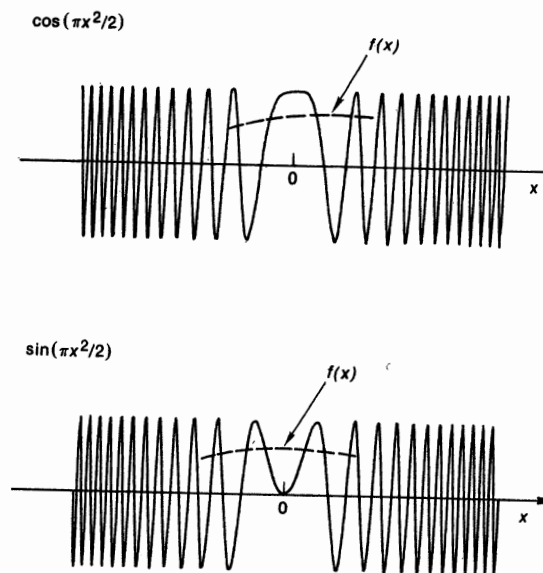 cos(πx²/2)
f(x)
0
x
sin(πx²/2)
f(x)
0
x